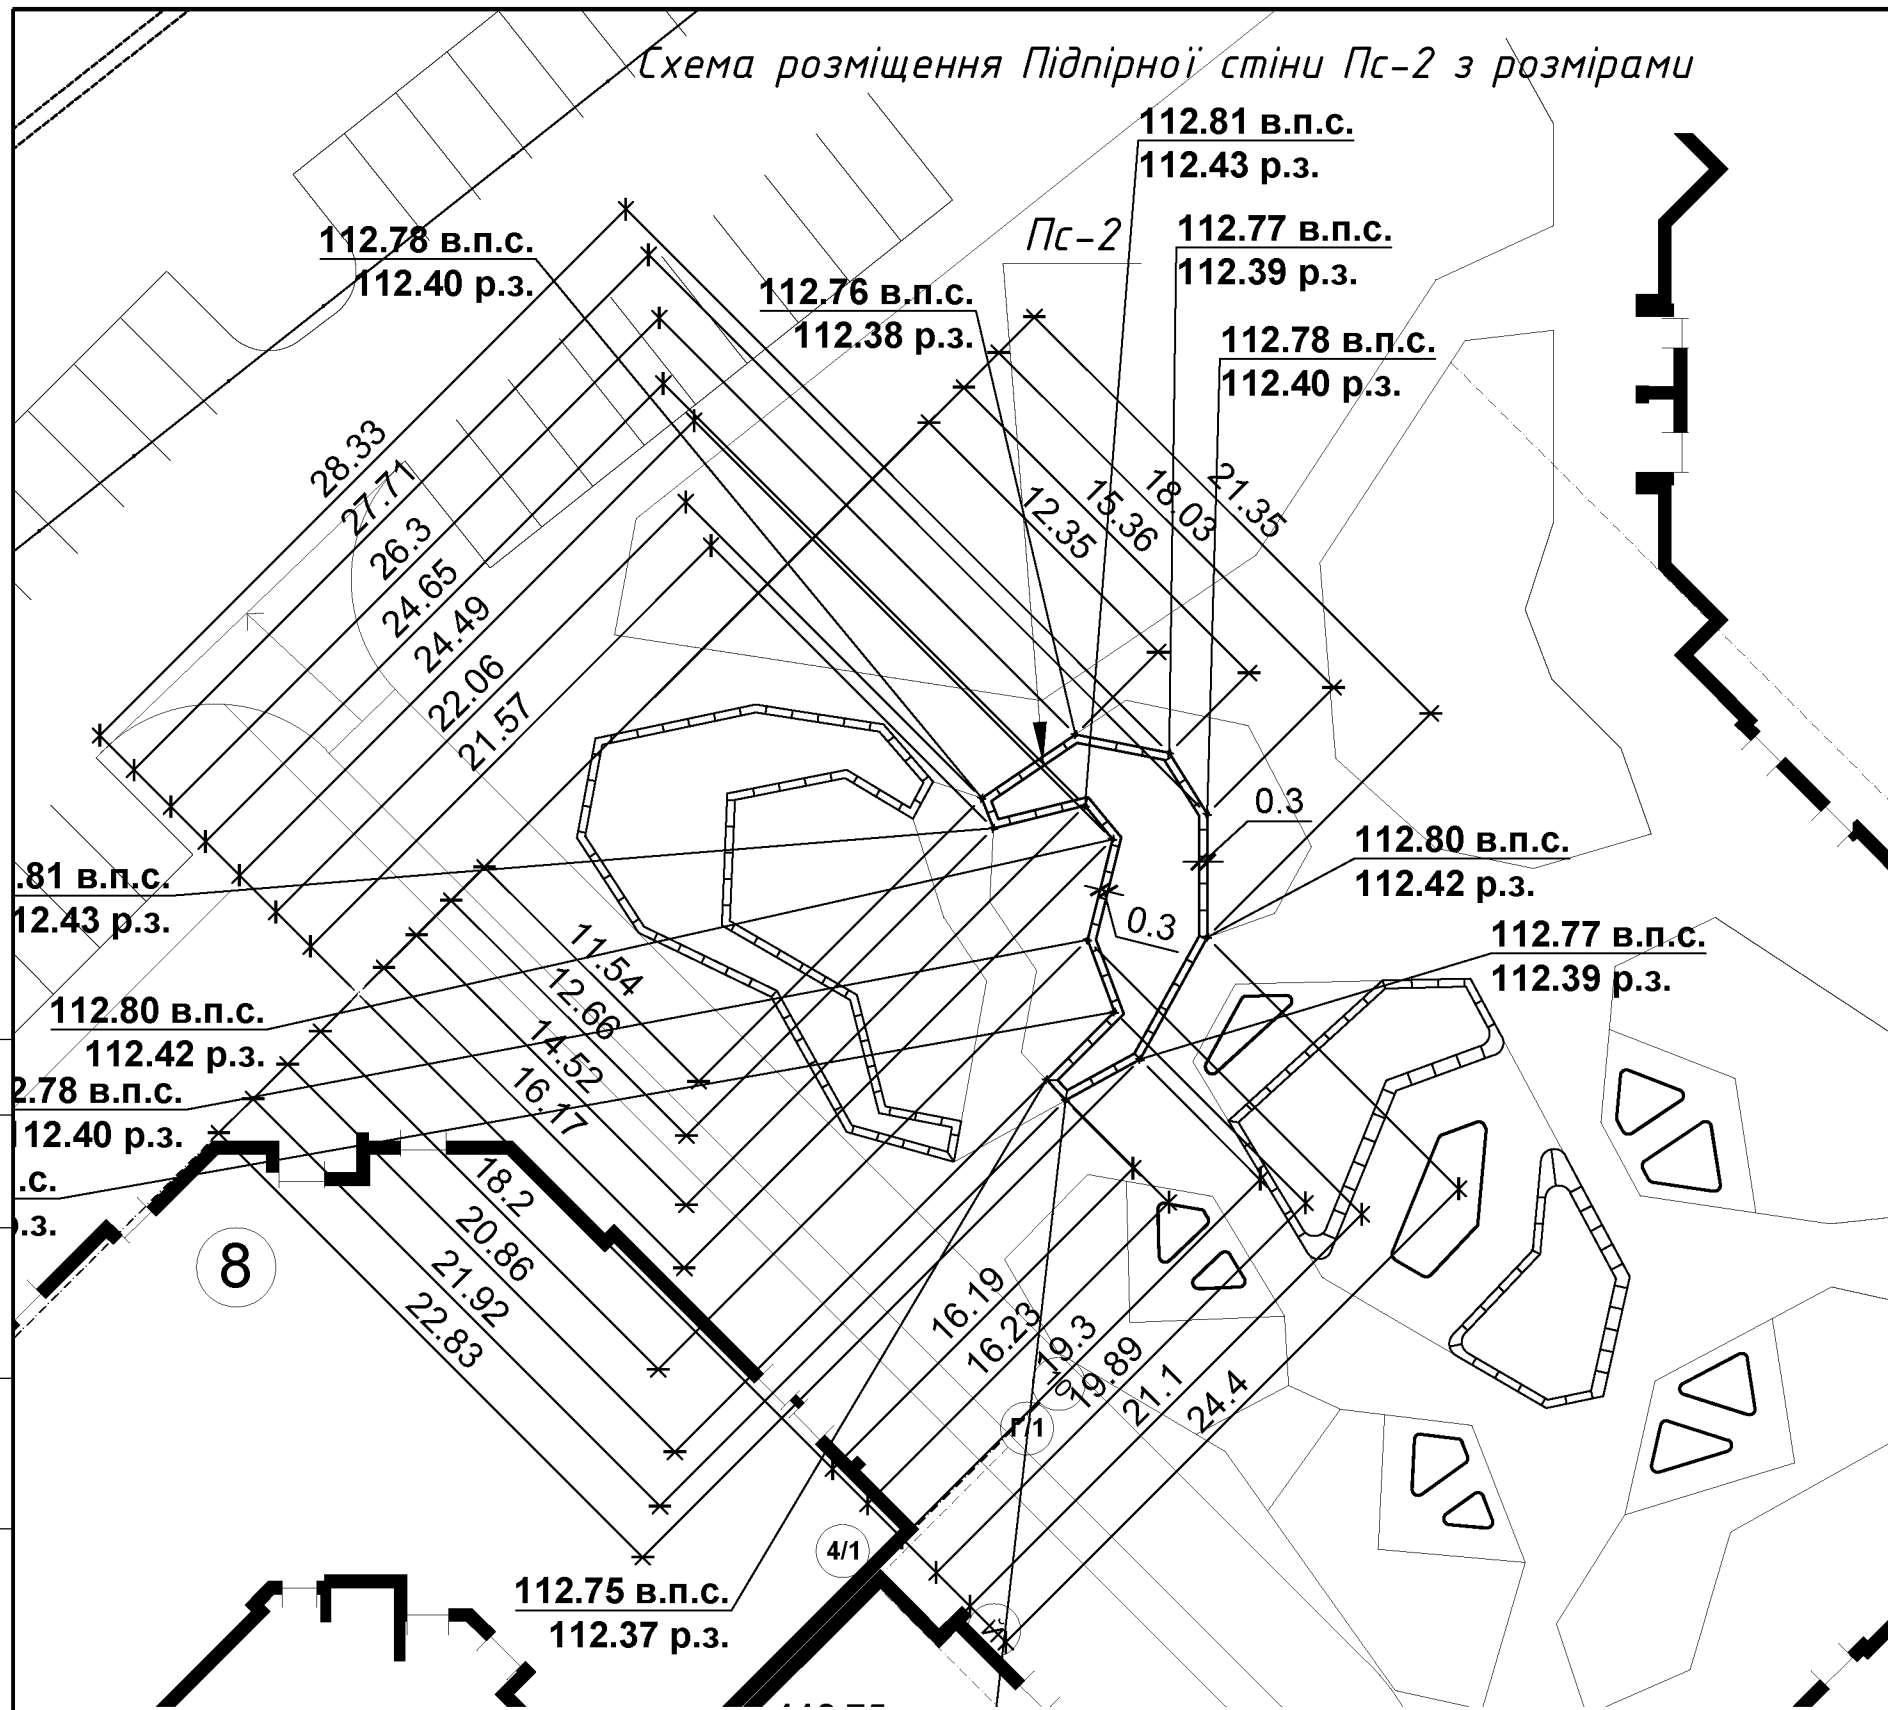 Схема розміщення Підпірної стіни Пс-2 з розмірами
112.81 в.п.с.
112.43 р.з.
112.78 в.п.с.
112.40 р.з.
Пс-2
112.77 в.п.с.
112.39 р.з.
112.76 в.п.с.
112.38 р.з.
112.78 в.п.с.
112.40 р.з.
28.33
27.71
26.3
24.65
24.49
22.06
21.57
12.35
15.36
18.03
21.35
0.3
112.80 в.п.с.
112.42 р.з.
.81 в.п.с.
12.43 р.з.
0.3
112.77 в.п.с.
112.39 р.з.
11.54
12.66
14.52
16.17
112.80 в.п.с.
112.42 р.з.
2.78 в.п.с.
112.40 р.з.
.с.
.з.
8
18.2
20.86
21.92
22.83
16.19
16.23
19.3
19.89
21.1
24.4
10
Г/1
4/1
Й
112.75 в.п.с.
112.37 р.з.